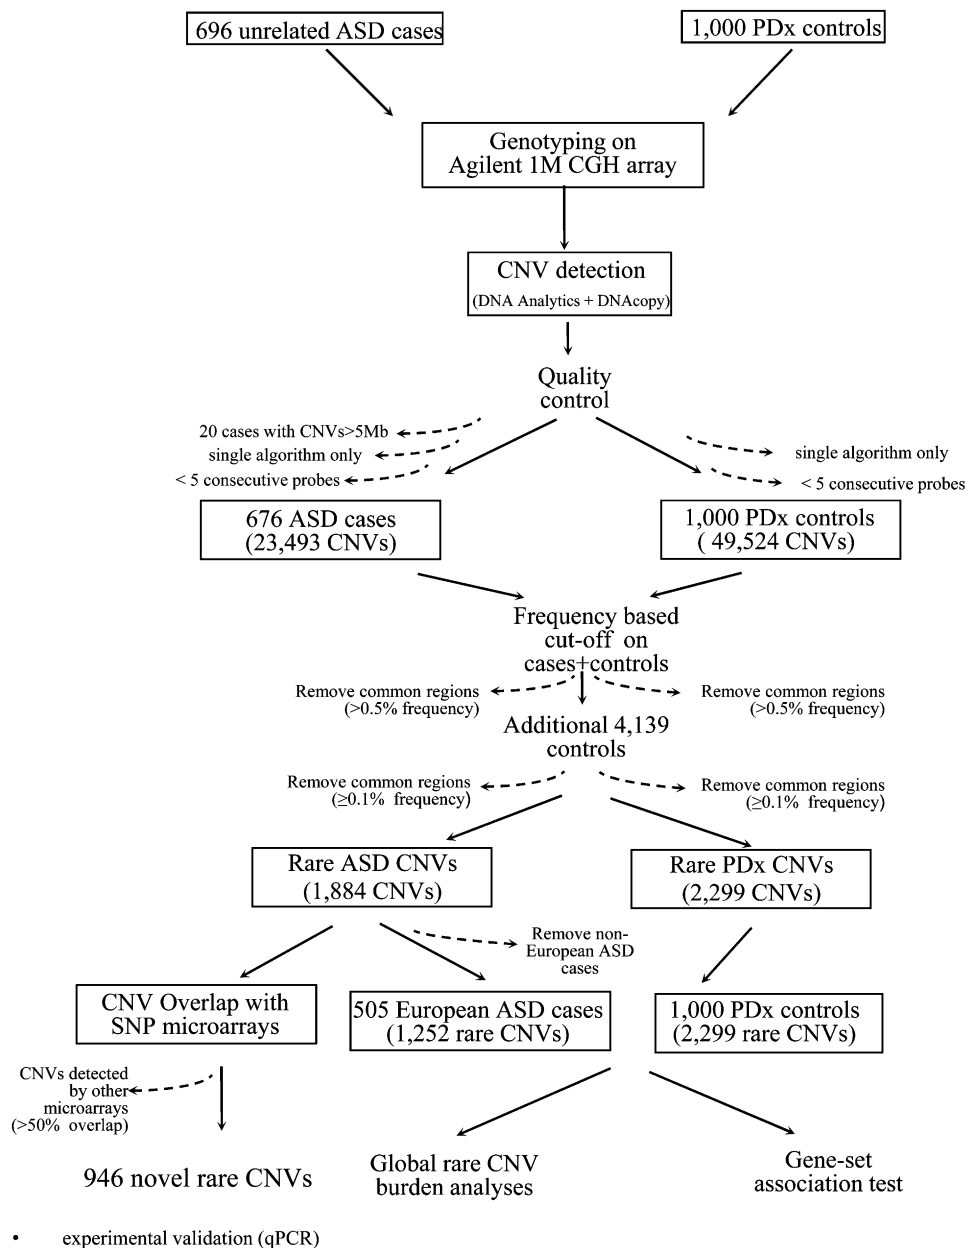 696 unrelated ASD cases
1,000 PDx controls
Genotyping on
Agilent 1M CGH array
CNV detection
(DNA Analytics + DNAcopy)
Quality
control
20 cases with CNVs>5Mb
single algorithm only
< 5 consecutive probes
single algorithm only
< 5 consecutive probes
676 ASD cases
(23,493 CNVs)
1,000 PDx controls
( 49,524 CNVs)
Frequency based
cut-off on
cases+controls
Remove common regions
(>0.5% frequency)
Remove common regions
(>0.5% frequency)
Additional 4,139
controls
Remove common regions
(≥0.1% frequency)
Remove common regions
(≥0.1% frequency)
Rare ASD CNVs
(1,884 CNVs)
Rare PDx CNVs
(2,299 CNVs)
Remove non-
European ASD
cases
CNV Overlap with
SNP microarrays
505 European ASD cases
(1,252 rare CNVs)
1,000 PDx controls
(2,299 rare CNVs)
CNVs detected
by other
microarrays
(>50% overlap)
946 novel rare CNVs
Global rare CNV
burden analyses
Gene-set
association test
• experimental validation (qPCR)